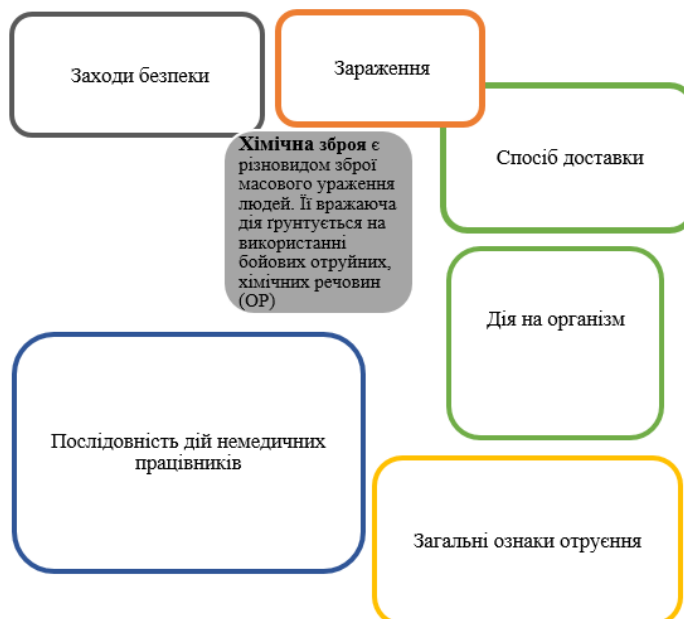 Заходи безпеки
Зараження
Хімічна зброя є
різновидом зброї
масового ураження
людей. Її вражаюча
дія ґрунтується на
використанні
бойових отруйних,
хімічних речовин
(ОР)
Спосіб доставки
Дія на організм
Послідовність дій немедичних
працівників
Загальні ознаки отруєння